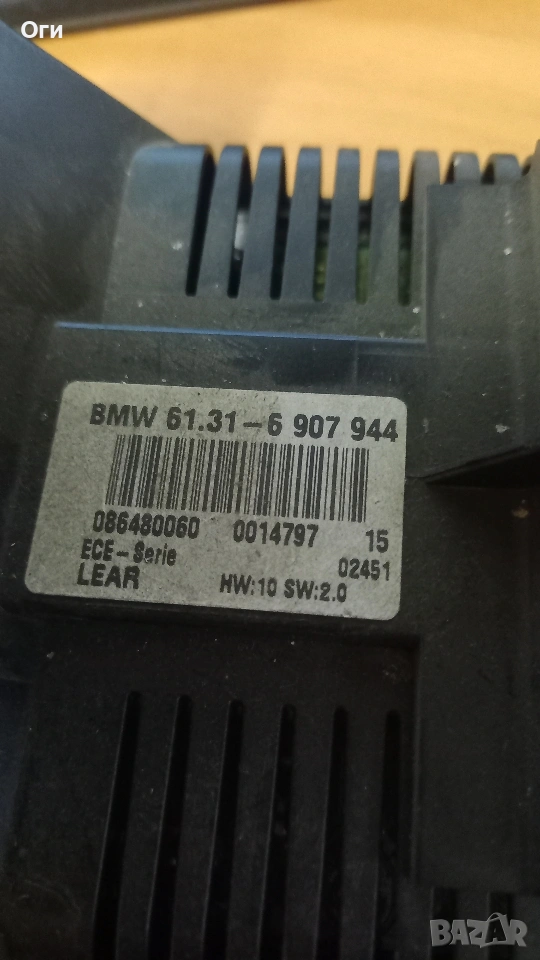 Оги
BMW 61.31-6 907 944
086480060 0014797 15
ECE-Serie 02451
LEAR HW:10 SW:2.0
BAZAR